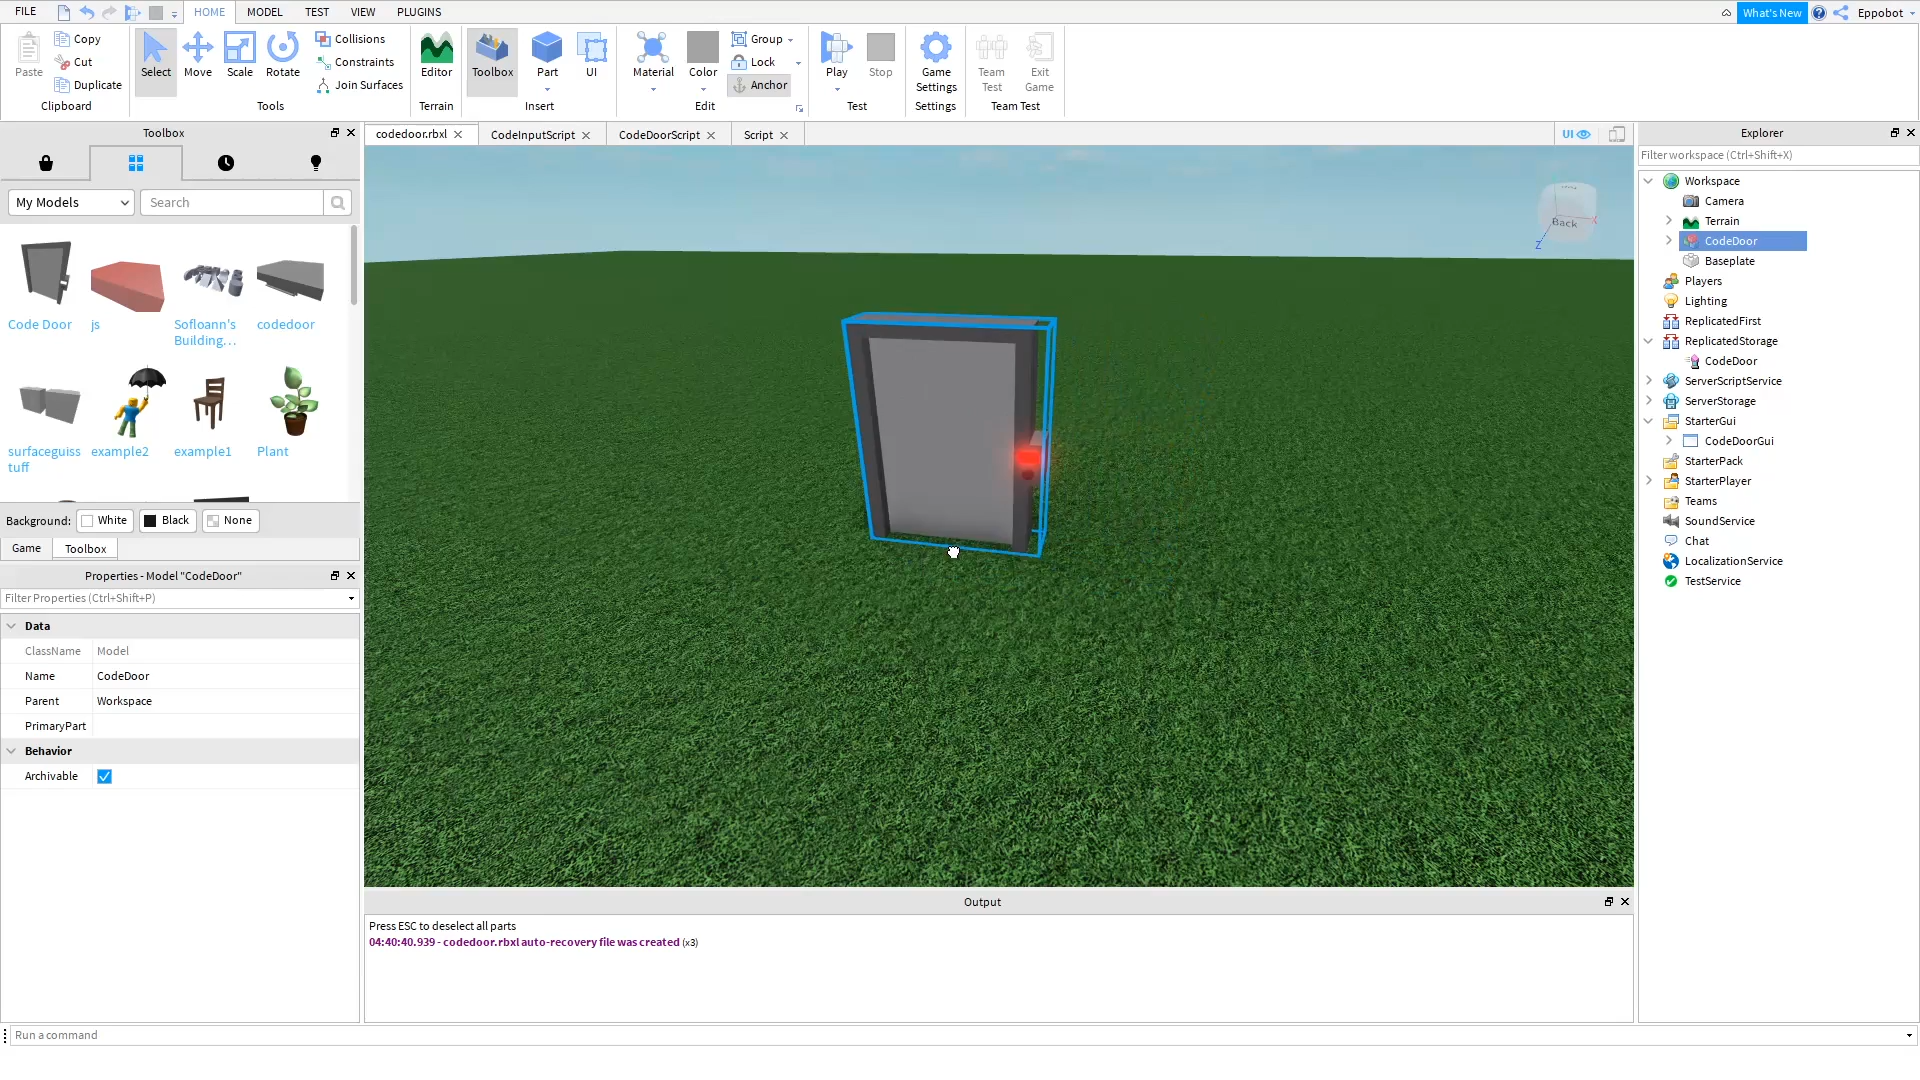 FILE
HOME
MODEL
TEST
VIEW
PLUGINS
What's New
Eppobot
Paste
Copy
Cut
Duplicate
Clipboard
Select
Move
Scale
Rotate
Collisions
Constraints
Join Surfaces
Tools
Editor
Terrain
Toolbox
Part
UI
Insert
Material
Color
Group
Lock
Anchor
Edit
Play
Stop
Test
Game
Settings
Settings
Team
Test
Exit
Game
Team Test
Toolbox
My Models
Search
Code Door
js
Sofloann's
Building...
codedoor
surfaceguiss
tuff
example2
example1
Plant
Background:
White
Black
None
Game
Toolbox
Properties - Model "CodeDoor"
Filter Properties (Ctrl+Shift+P)
Data
ClassName
Model
Name
CodeDoor
Parent
Workspace
PrimaryPart
Behavior
Archivable
codedoor.rbxl
CodeInputScript
CodeDoorScript
Script
UI
Back
X
Z
Output
Press ESC to deselect all parts
04:40:40.939 - codedoor.rbxl auto-recovery file was created (x3)
Explorer
Filter workspace (Ctrl+Shift+X)
Workspace
Camera
Terrain
CodeDoor
Baseplate
Players
Lighting
ReplicatedFirst
ReplicatedStorage
CodeDoor
ServerScriptService
ServerStorage
StarterGui
CodeDoorGui
StarterPack
StarterPlayer
Teams
SoundService
Chat
LocalizationService
TestService
Run a command